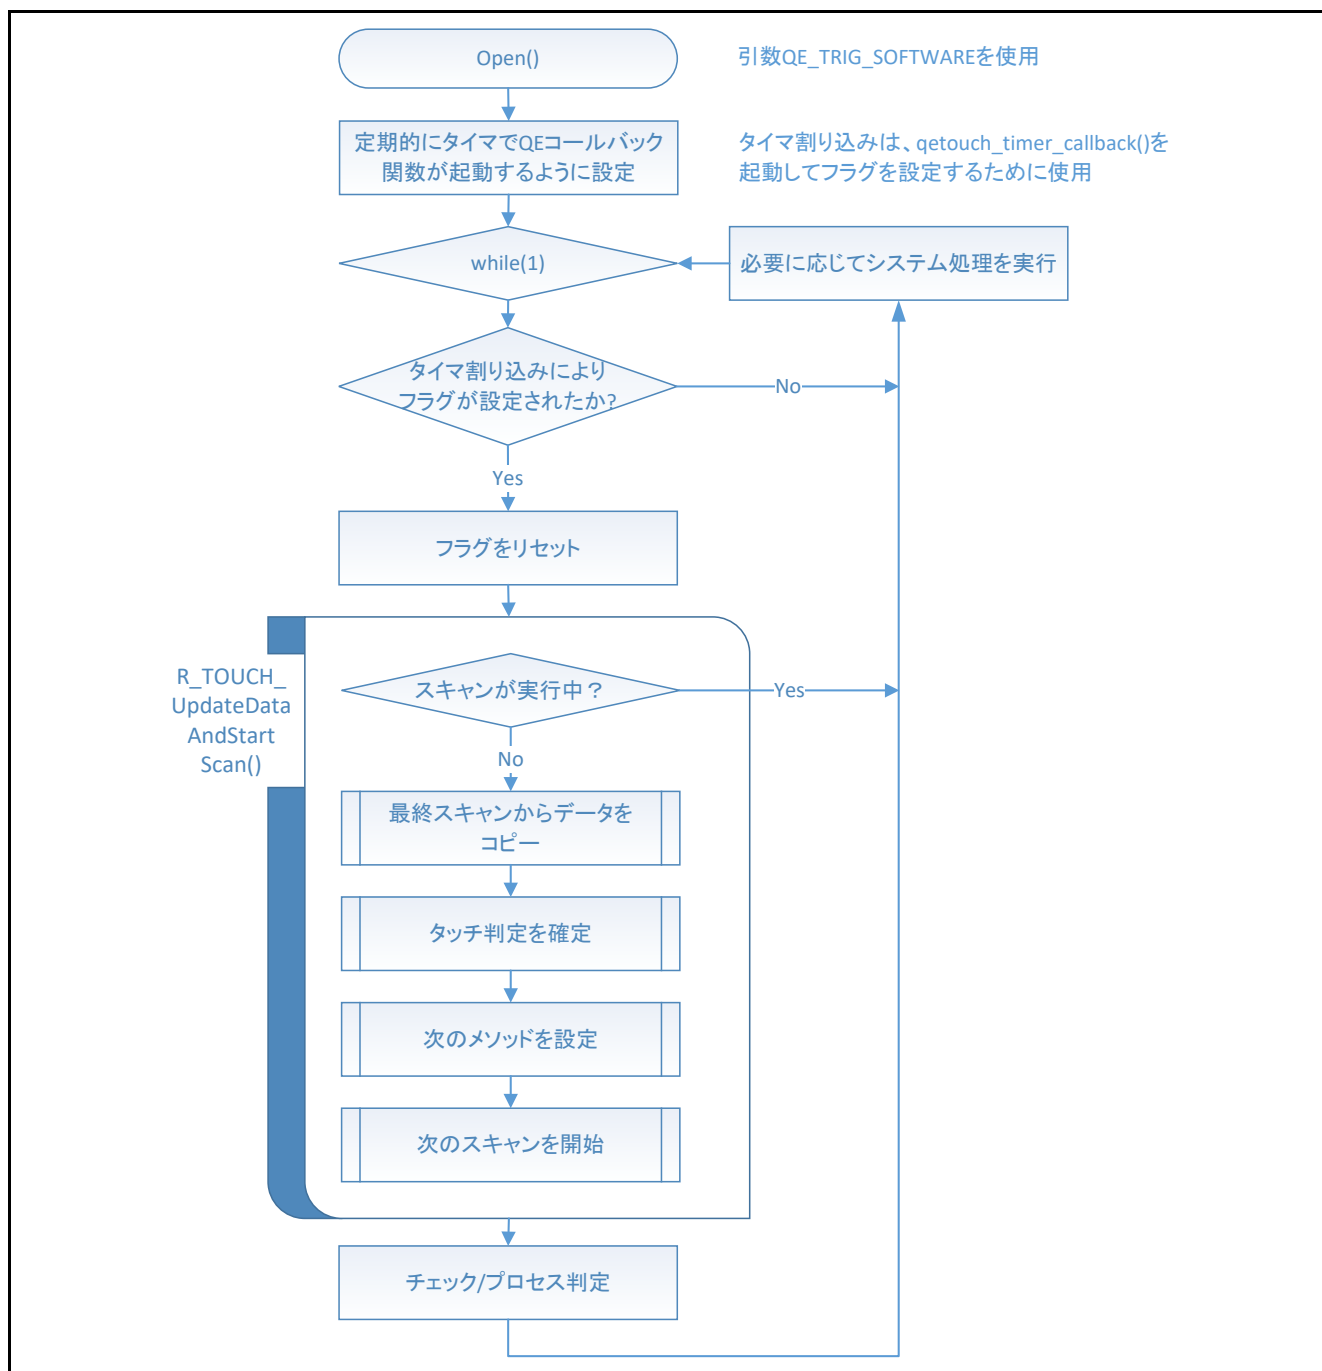 Open()
引数QE_TRIG_SOFTWAREを使用
定期的にタイマでQEコールバック
関数が起動するように設定
タイマ割り込みは、qetouch_timer_callback()を
起動してフラグを設定するために使用
while(1)
必要に応じてシステム処理を実行
タイマ割り込みにより
フラグが設定されたか?
No
Yes
フラグをリセット
R_TOUCH_
UpdateData
AndStart
Scan()
スキャンが実行中？
Yes
No
最終スキャンからデータを
コピー
タッチ判定を確定
次のメソッドを設定
次のスキャンを開始
チェック/プロセス判定